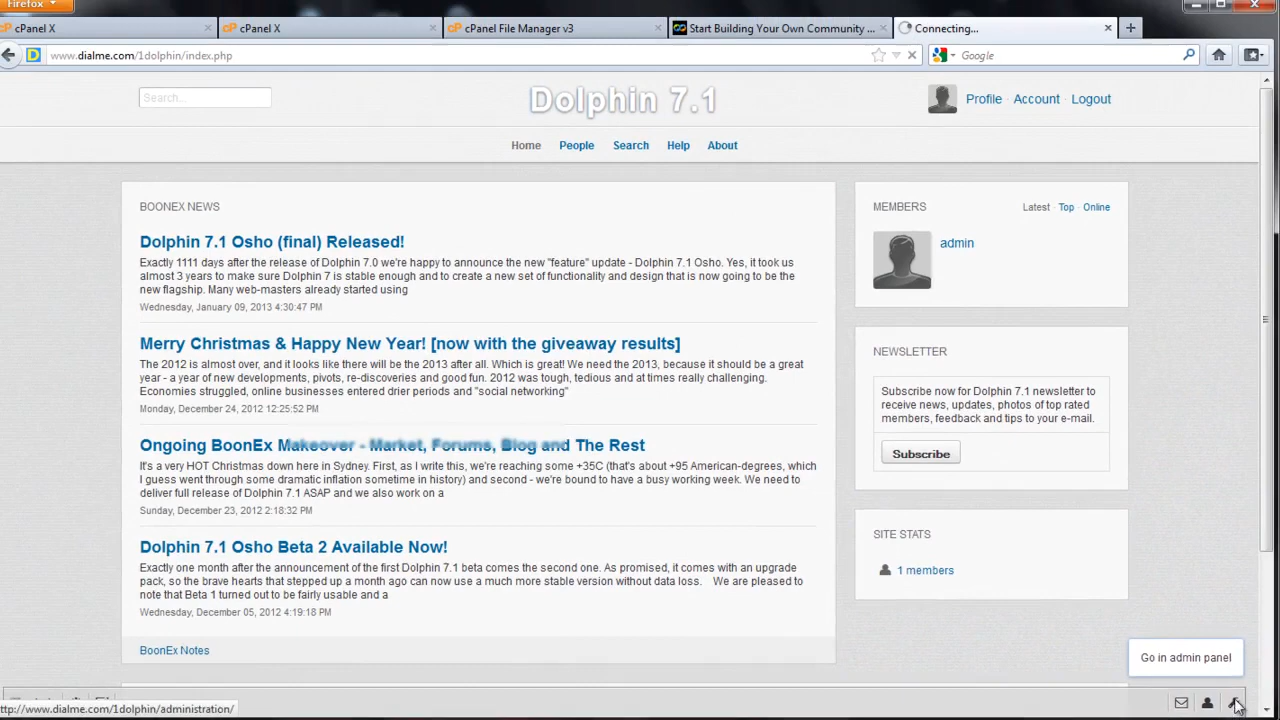 Firefox
cPanel X
cPanel X
cPanel File Manager v3
Start Building Your Own Community ...
Connecting...
www.dialme.com/1dolphin/index.php
Google
Search...
Dolphin 7.1
Profile · Account · Logout
Home
People
Search
Help
About
BOONEX NEWS
Dolphin 7.1 Osho (final) Released!
Exactly 1111 days after the release of Dolphin 7.0 we're happy to announce the new "feature" update - Dolphin 7.1 Osho. Yes, it took us
almost 3 years to make sure Dolphin 7 is stable enough and to create a new set of functionality and design that is now going to be the
new flagship. Many web-masters already started using
Wednesday, January 09, 2013 4:30:47 PM
Merry Christmas & Happy New Year! [now with the giveaway results]
The 2012 is almost over, and it looks like there will be the 2013 after all. Which is great! We need the 2013, because it should be a great
year - a year of new developments, pivots, re-discoveries and good fun. 2012 was tough, tedious and at times really challenging.
Economies struggled, online businesses entered drier periods and "social networking"
Monday, December 24, 2012 12:25:52 PM
Ongoing BoonEx Makeover - Market, Forums, Blog and The Rest
It's a very HOT Christmas down here in Sydney. First, as I write this, we're reaching some +35C (that's about +95 American-degrees, which
I guess went through some dramatic inflation sometime in history) and second - we're bound to have a busy working week. We need to
deliver full release of Dolphin 7.1 ASAP and we also work on a
Sunday, December 23, 2012 2:18:32 PM
Dolphin 7.1 Osho Beta 2 Available Now!
Exactly one month after the announcement of the first Dolphin 7.1 beta comes the second one. As promised, it comes with an upgrade
pack, so the brave hearts that stepped up a month ago can now use a much more stable version without data loss. We are pleased to
note that Beta 1 turned out to be fairly usable and a
Wednesday, December 05, 2012 4:19:18 PM
BoonEx Notes
MEMBERS
Latest · Top · Online
admin
NEWSLETTER
Subscribe now for Dolphin 7.1 newsletter to
receive news, updates, photos of top rated
members, feedback and tips to your e-mail.
Subscribe
SITE STATS
1 members
Go in admin panel
ttp://www.dialme.com/1dolphin/administration/